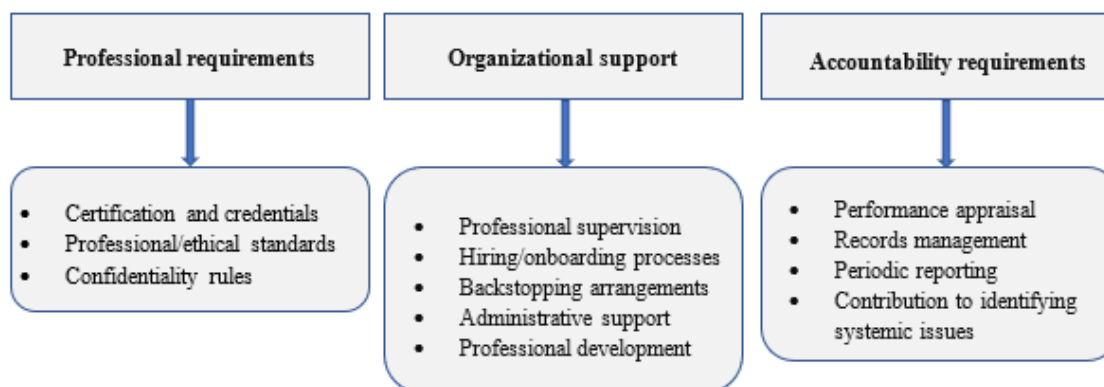 Professional requirements
• Certification and credentials
• Professional/ethical standards
• Confidentiality rules
Organizational support
• Professional supervision
• Hiring/onboarding processes
• Backstopping arrangements
• Administrative support
• Professional development
Accountability requirements
• Performance appraisal
• Records management
• Periodic reporting
• Contribution to identifying
systemic issues